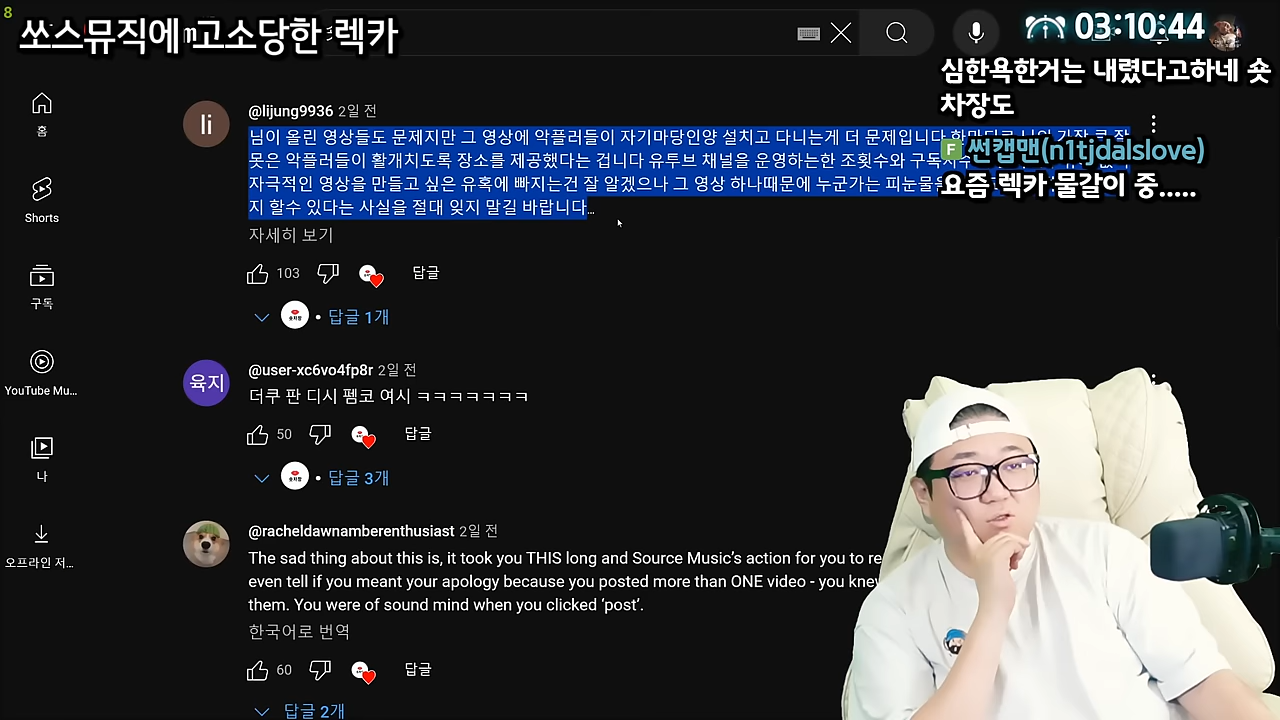 8
쏘스뮤직에 고소당한 렉카
03:10:44
심한욕한거는 내렸다고하네 숏
차장도
F 썬캡맨(n1tjdalslove)
요즘 렉카 물갈이 중.....
홈
Shorts
구독
YouTube Mu...
나
오프라인 저...
li
@lijung9936 2일 전
님이 올린 영상들도 문제지만 그 영상에 악플러들이 자기마당인양 설치고 다니는게 더 문제입니다
못은 악플러들이 활개치도록 장소를 제공했다는 겁니다 유투브 채널을 운영하는한 조횟수와
자극적인 영상을 만들고 싶은 유혹에 빠지는건 잘 알겠으나 그 영상 하나때문에 누군가는
지 할수 있다는 사실을 절대 잊지 말길 바랍니다...
자세히 보기
103
답글
• 답글 1개
육지
@user-xc6vo4fp8r 2일 전
더쿠 판 디시 펨코 여시 ㅋㅋㅋㅋㅋㅋㅋ
50
답글
• 답글 3개
@racheldawnamberenthusiast 2일 전
The sad thing about this is, it took you THIS long and Source Music's action for you to re
even tell if you meant your apology because you posted more than ONE video - you knew
them. You were of sound mind when you clicked 'post'.
한국어로 번역
60
답글
답글 2개